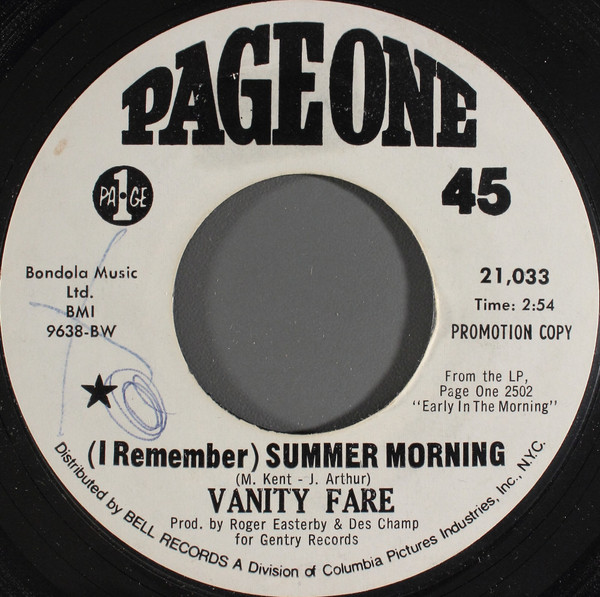 PAGE ONE
PA 1 GE
45
Bondola Music
Ltd.
BMI
9638-BW
21,033
Time: 2:54
PROMOTION COPY
From the LP,
Page One 2502
"Early In The Morning"
(I Remember) SUMMER MORNING
(M. Kent - J. Arthur)
VANITY FARE
Prod. by Roger Easterby & Des Champ
for Gentry Records
Distributed by BELL RECORDS A Division of Columbia Pictures Industries, Inc., N.Y.C.